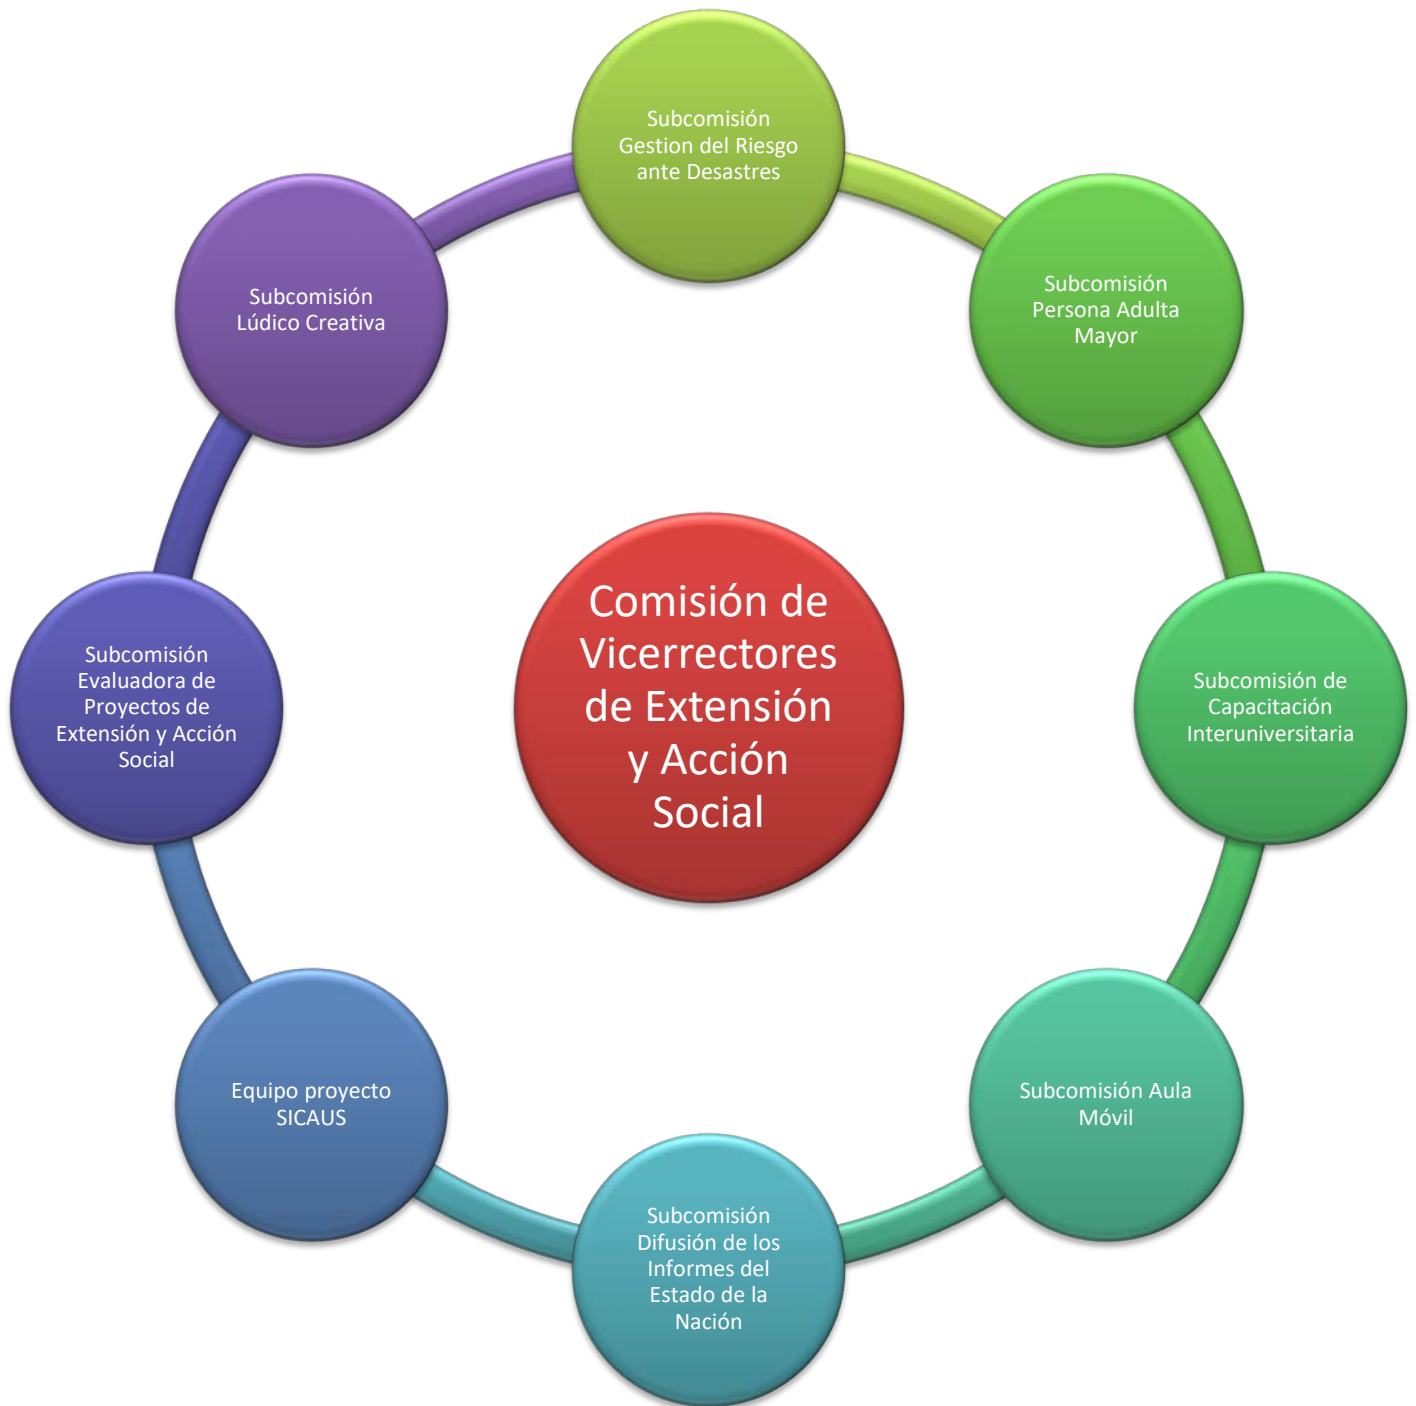 Subcomisión
Gestion del Riesgo
ante Desastres
Subcomisión
Persona Adulta
Mayor
Subcomisión de
Capacitación
Interuniversitaria
Subcomisión Aula
Móvil
Subcomisión
Difusión de los
Informes del
Estado de la
Nación
Equipo proyecto
SICAUS
Subcomisión
Evaluadora de
Proyectos de
Extensión y Acción
Social
Subcomisión
Lúdico Creativa
Comisión de
Vicerrectores
de Extensión
y Acción
Social